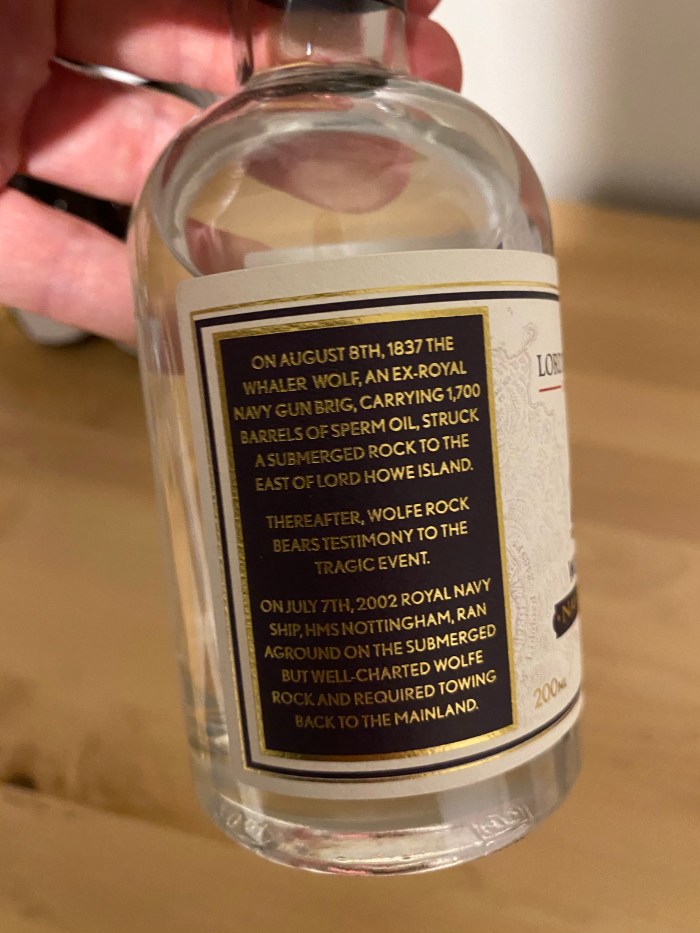 ON AUGUST 8TH, 1837 THE
WHALER WOLF, AN EX-ROYAL
NAVY GUN BRIG, CARRYING 1,700
BARRELS OF SPERM OIL, STRUCK
A SUBMERGED ROCK TO THE
EAST OF LORD HOWE ISLAND.
THEREAFTER, WOLFE ROCK
BEARS TESTIMONY TO THE
TRAGIC EVENT.
ON JULY 7TH, 2002 ROYAL NAVY
SHIP, HMS NOTTINGHAM, RAN
AGROUND ON THE SUBMERGED
BUT WELL-CHARTED WOLFE
ROCK AND REQUIRED TOWING
BACK TO THE MAINLAND.
200ML